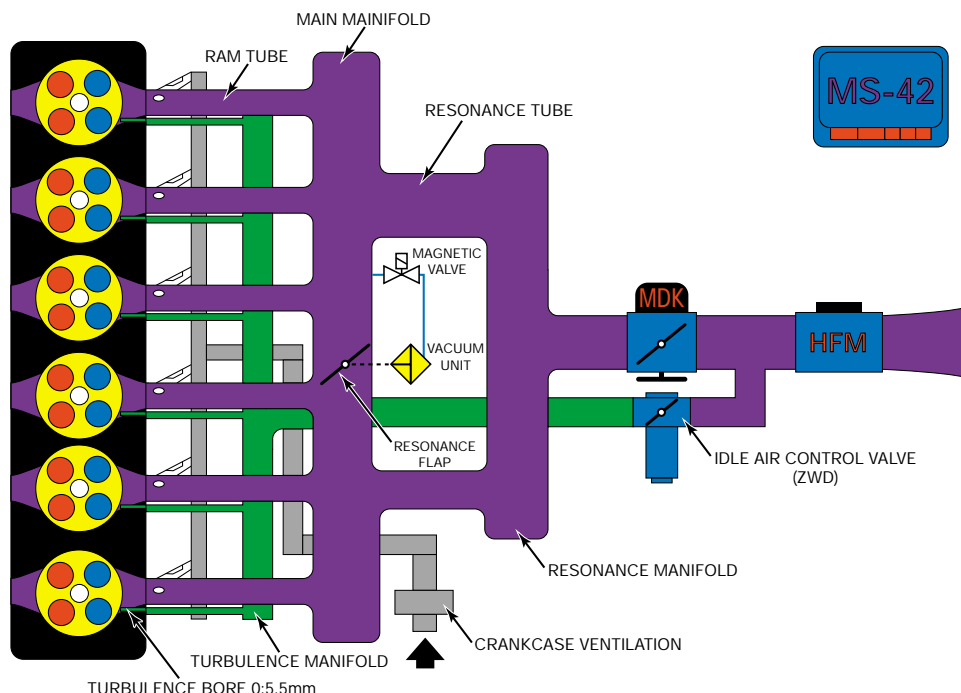 MAIN MAINIFOLD
RAM TUBE
RESONANCE TUBE
MS-42
MAGNETIC
VALVE
MDK
HFM
VACUUM
UNIT
RESONANCE
FLAP
IDLE AIR CONTROL VALVE
(ZWD)
RESONANCE MANIFOLD
CRANKCASE VENTILATION
TURBULENCE MANIFOLD
TURBULENCE BORE 0:5.5mm